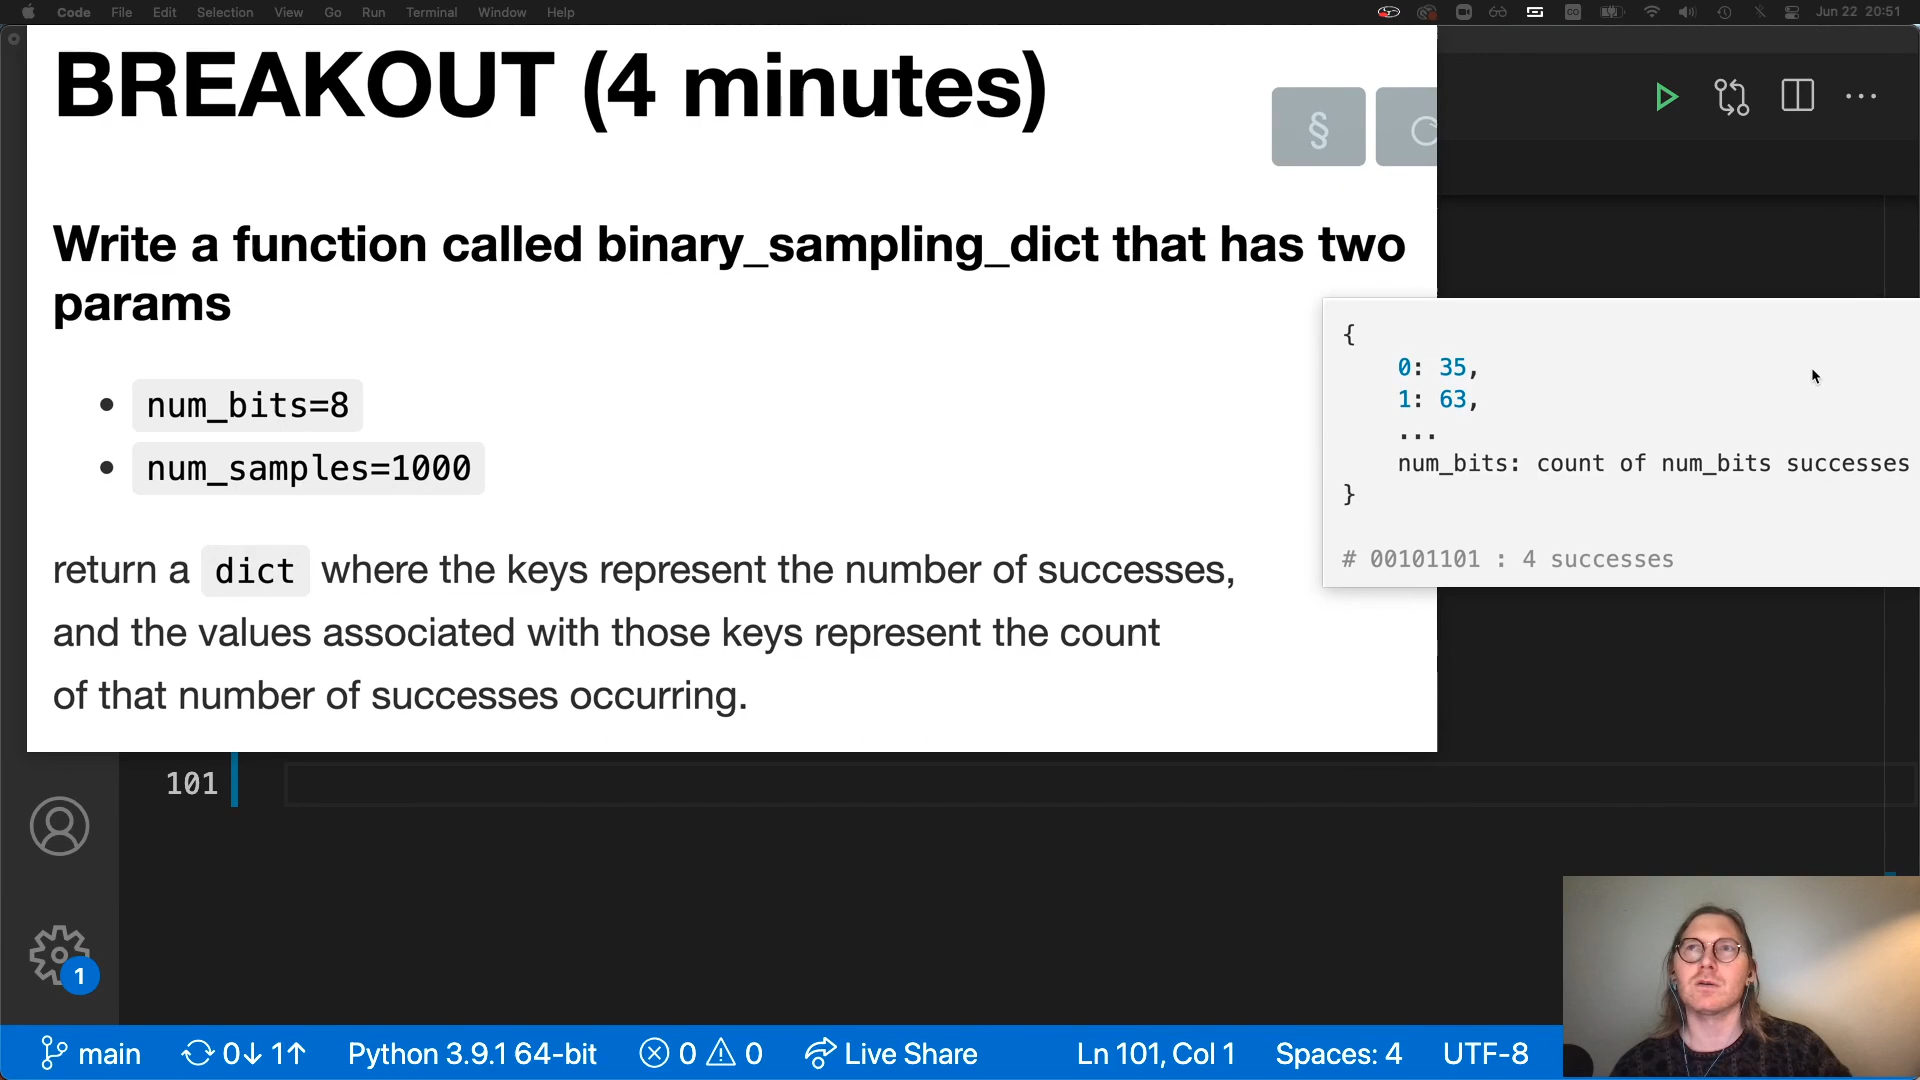 Code File Edit Selection View Go Run Terminal Window Help Jun 22 20:51
BREAKOUT (4 minutes)
§
Write a function called binary_sampling_dict that has two
params
num_bits=8
num_samples=1000
return a dict where the keys represent the number of successes,
and the values associated with those keys represent the count
of that number of successes occurring.
{
0: 35,
1: 63,
...
num_bits: count of num_bits successes
}
# 00101101 : 4 successes
101
1
main 0↓ 1↑ Python 3.9.1 64-bit 0 0 Live Share Ln 101, Col 1 Spaces: 4 UTF-8